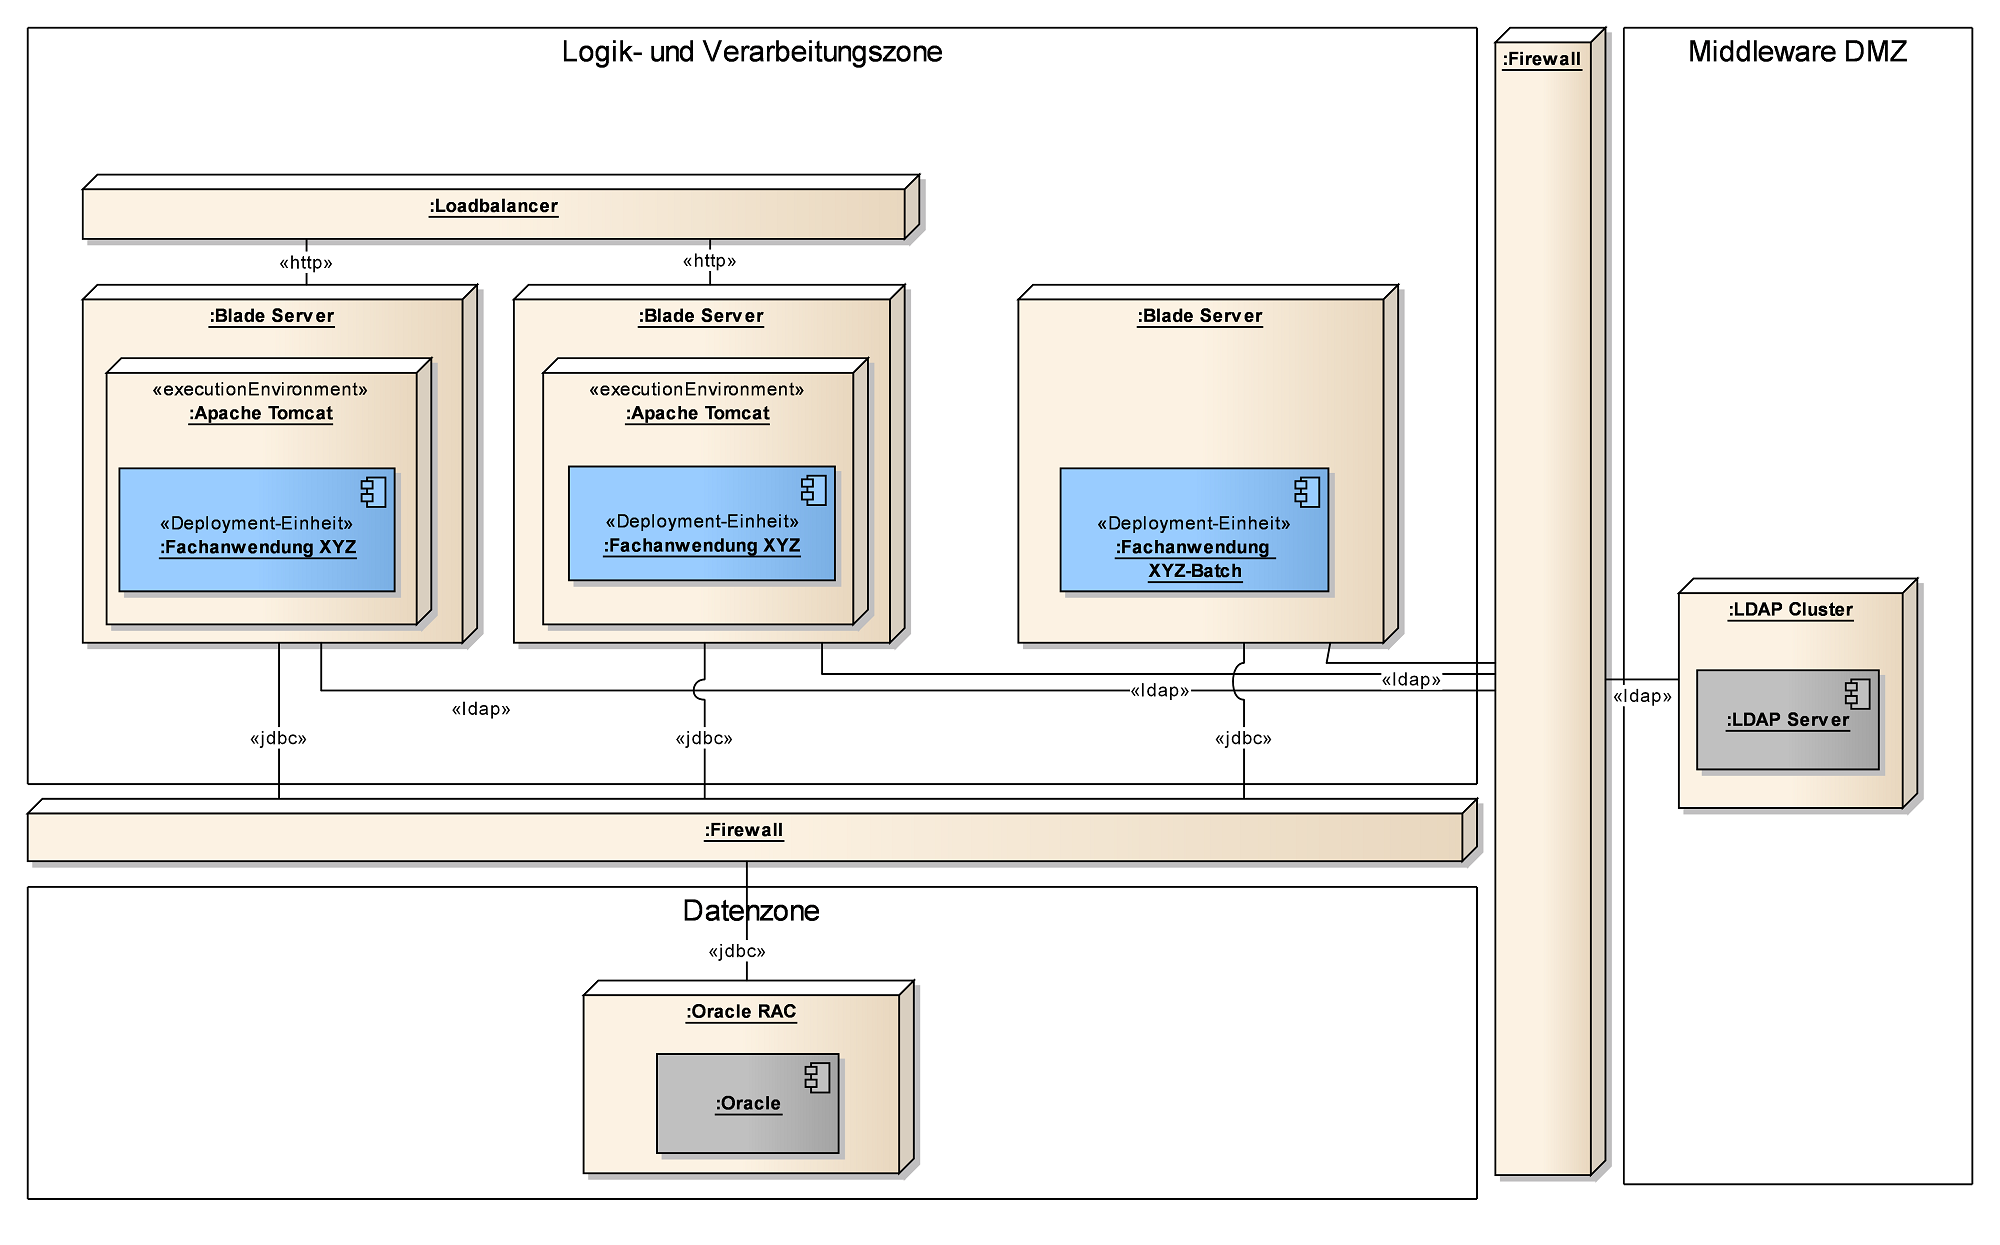 Logik- und Verarbeitungszone
:Firewall
Middleware DMZ
:Loadbalancer
«http»
«http»
:Blade Server
:Blade Server
:Blade Server
«executionEnvironment»
:Apache Tomcat
«executionEnvironment»
:Apache Tomcat
«Deployment-Einheit»
:Fachanwendung XYZ
«Deployment-Einheit»
:Fachanwendung XYZ
«Deployment-Einheit»
:Fachanwendung
XYZ-Batch
:LDAP Cluster
:LDAP Server
«ldap»
«ldap»
«ldap»
«ldap»
«jdbc»
«jdbc»
«jdbc»
:Firewall
Datenzone
«jdbc»
:Oracle RAC
:Oracle